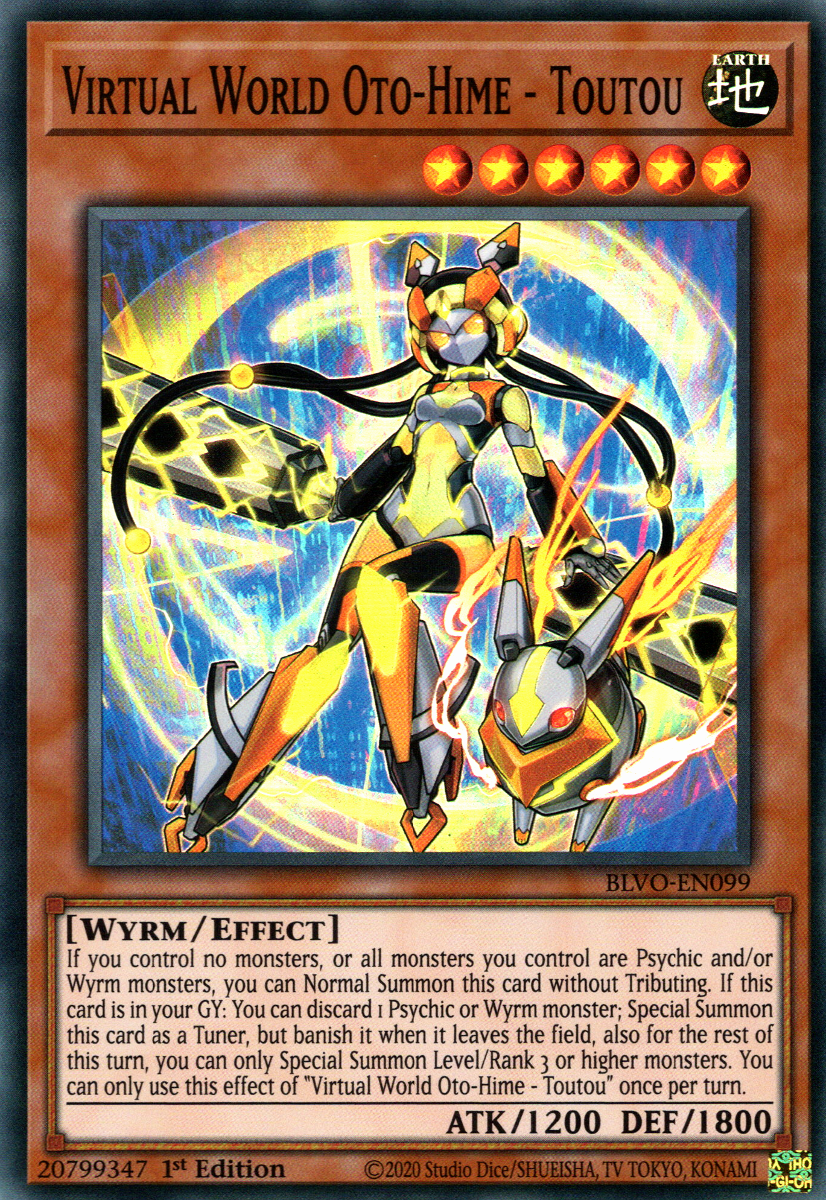 Virtual World Oto-Hime - Toutou
EARTH
地
BLVO-EN099
[Wyrm/Effect]
If you control no monsters, or all monsters you control are Psychic and/or
Wyrm monsters, you can Normal Summon this card without Tributing. If this
card is in your GY: You can discard 1 Psychic or Wyrm monster; Special Summon
this card as a Tuner, but banish it when it leaves the field, also for the rest of
this turn, you can only Special Summon Level/Rank 3 or higher monsters. You
can only use this effect of "Virtual World Oto-Hime - Toutou" once per turn.
ATK/1200 DEF/1800
20799347 1st Edition ©2020 Studio Dice/SHUEISHA, TV TOKYO, KONAMI